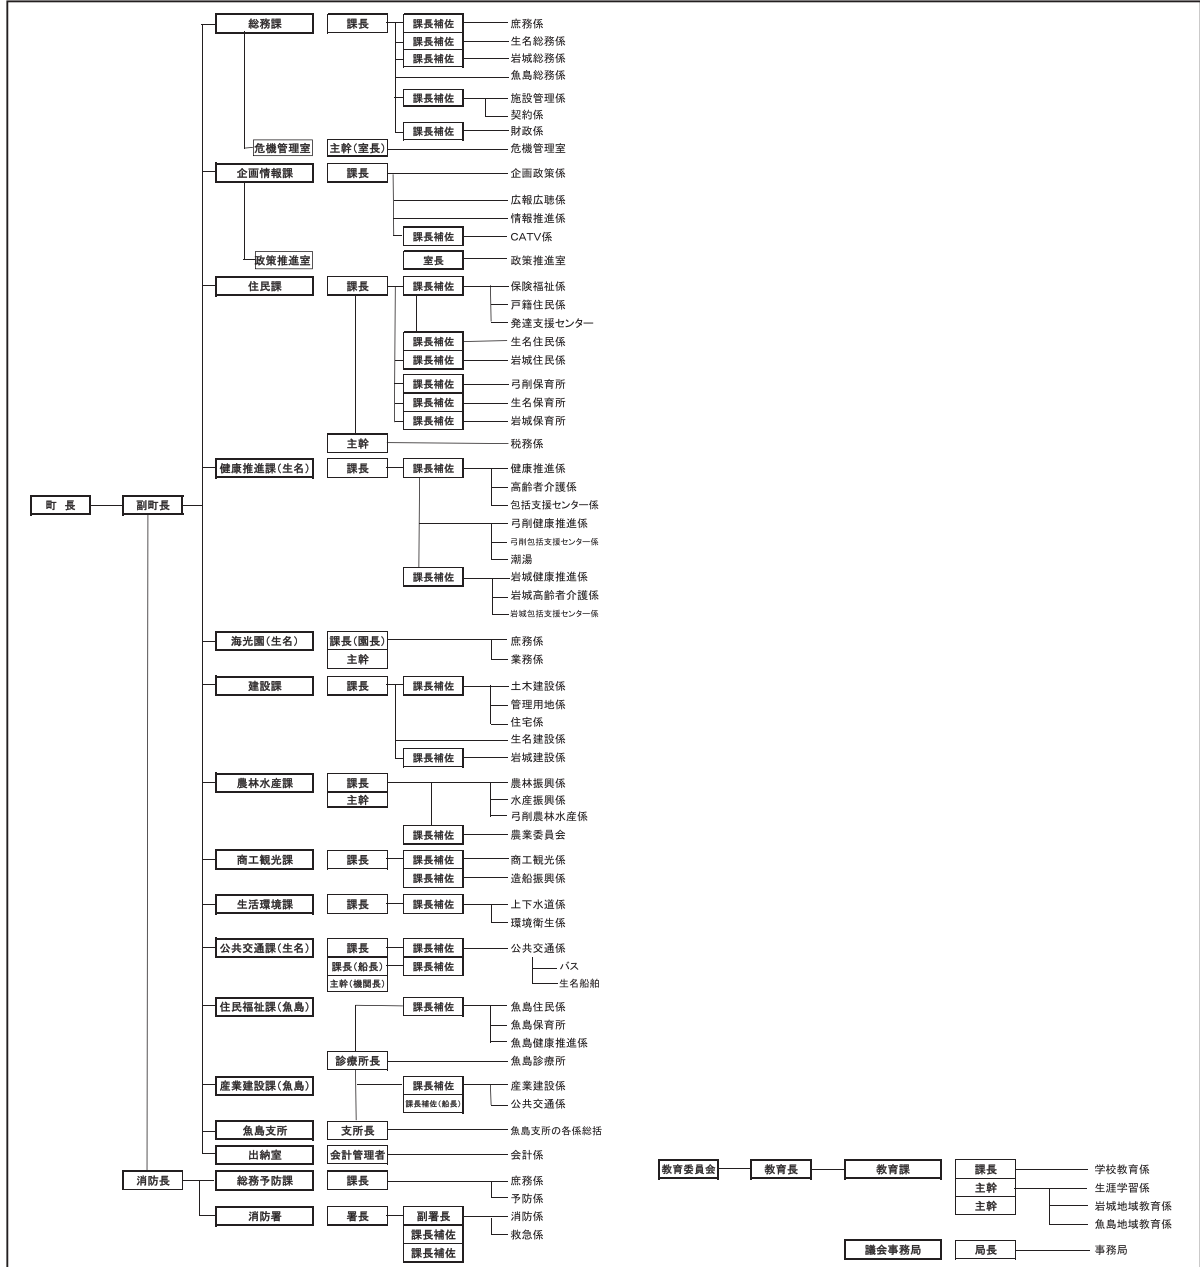 総務課 課長 課長補佐 庶務係
課長補佐 生名総務係
課長補佐 岩城総務係
魚島総務係
課長補佐 施設管理係
契約係
課長補佐 財政係
危機管理室 主幹(室長) 危機管理室
企画情報課 課長 企画政策係
広報広聴係
情報推進係
課長補佐 CATV係
政策推進室 室長 政策推進室
住民課 課長 課長補佐 保険福祉係
戸籍住民係
発達支援センター
課長補佐 生名住民係
課長補佐 岩城住民係
課長補佐 弓削保育所
課長補佐 生名保育所
課長補佐 岩城保育所
主幹 税務係
健康推進課(生名) 課長 課長補佐 健康推進係
高齢者介護係
町 長 副町長 包括支援センター係
弓削健康推進係
弓削包括支援センター係
潮湯
課長補佐 岩城健康推進係
岩城高齢者介護係
岩城包括支援センター係
海光園(生名) 課長(園長) 庶務係
主幹 業務係
建設課 課長 課長補佐 土木建設係
管理用地係
住宅係
生名建設係
課長補佐 岩城建設係
農林水産課 課長 農林振興係
主幹 水産振興係
弓削農林水産係
課長補佐 農業委員会
商工観光課 課長 課長補佐 商工観光係
課長補佐 造船振興係
生活環境課 課長 課長補佐 上下水道係
環境衛生係
公共交通課(生名) 課長 課長補佐 公共交通係
課長(船長) 課長補佐 バス
主幹(機関長) 生名船舶
住民福祉課(魚島) 課長補佐 魚島住民係
魚島保育所
魚島健康推進係
診療所長 魚島診療所
産業建設課(魚島) 課長補佐 産業建設係
課長補佐(船長) 公共交通係
魚島支所 支所長 魚島支所の各係総括
出納室 会計管理者 会計係
消防長 総務予防課 課長 庶務係
予防係
消防署 署長 副署長 消防係
課長補佐 救急係
課長補佐
教育委員会 教育長 教育課 課長 学校教育係
主幹 生涯学習係
主幹 岩城地域教育係
魚島地域教育係
議会事務局 局長 事務局